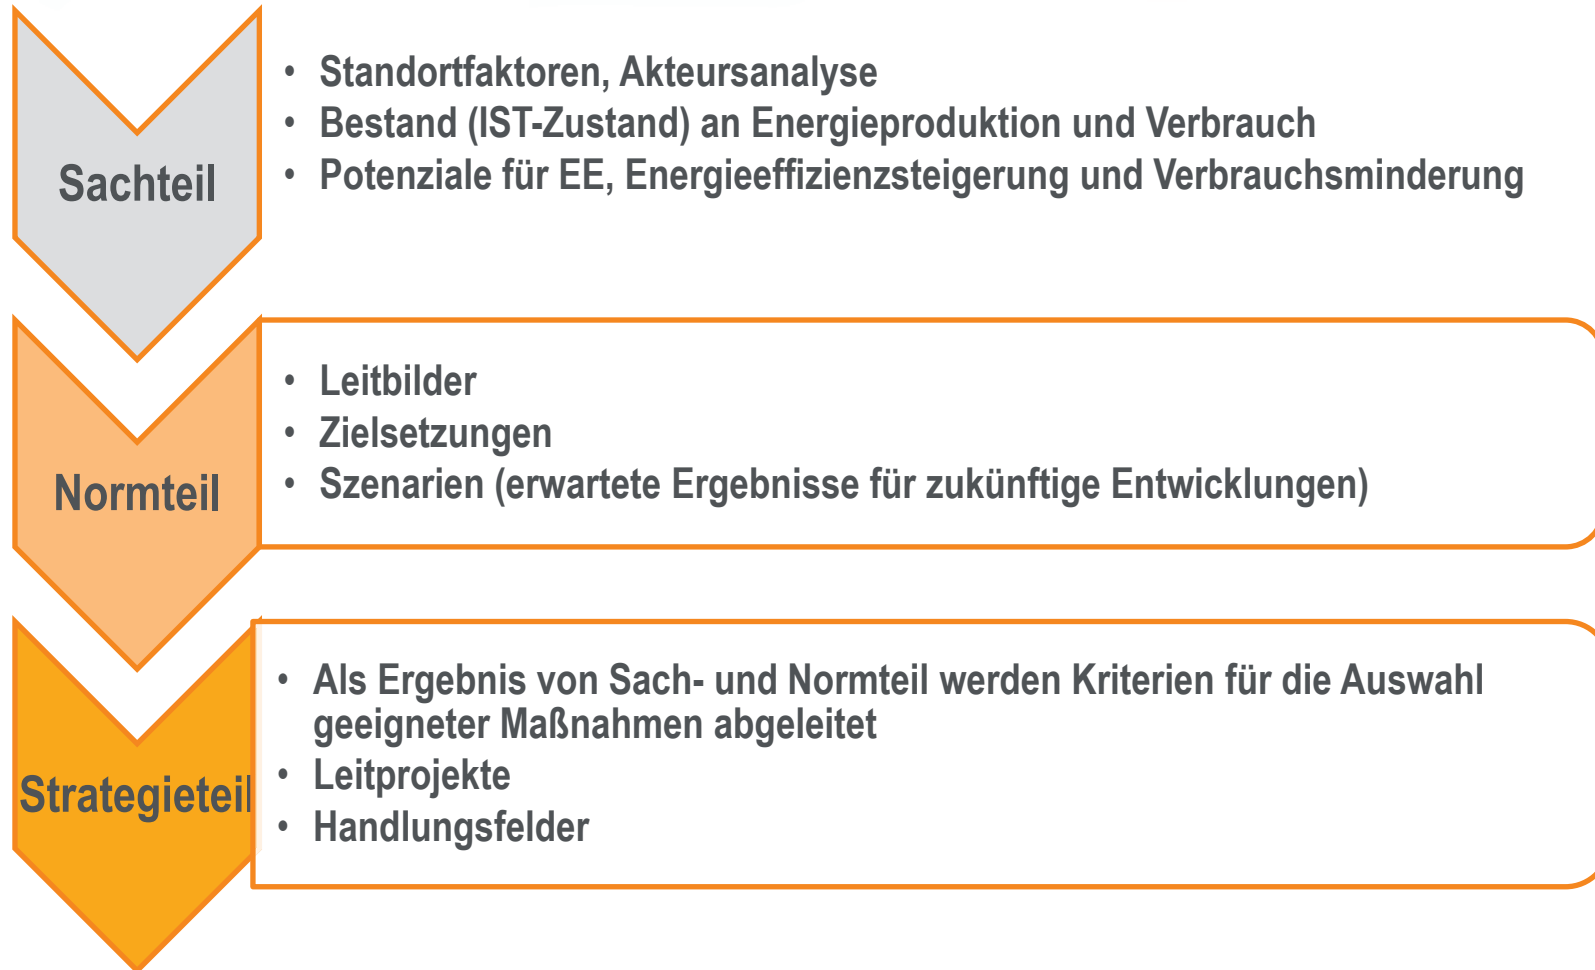 Sachteil
• Standortfaktoren, Akteursanalyse
• Bestand (IST-Zustand) an Energieproduktion und Verbrauch
• Potenziale für EE, Energieeffizienzsteigerung und Verbrauchsminderung
Normteil
• Leitbilder
• Zielsetzungen
• Szenarien (erwartete Ergebnisse für zukünftige Entwicklungen)
Strategieteil
• Als Ergebnis von Sach- und Normteil werden Kriterien für die Auswahl
geeigneter Maßnahmen abgeleitet
• Leitprojekte
• Handlungsfelder